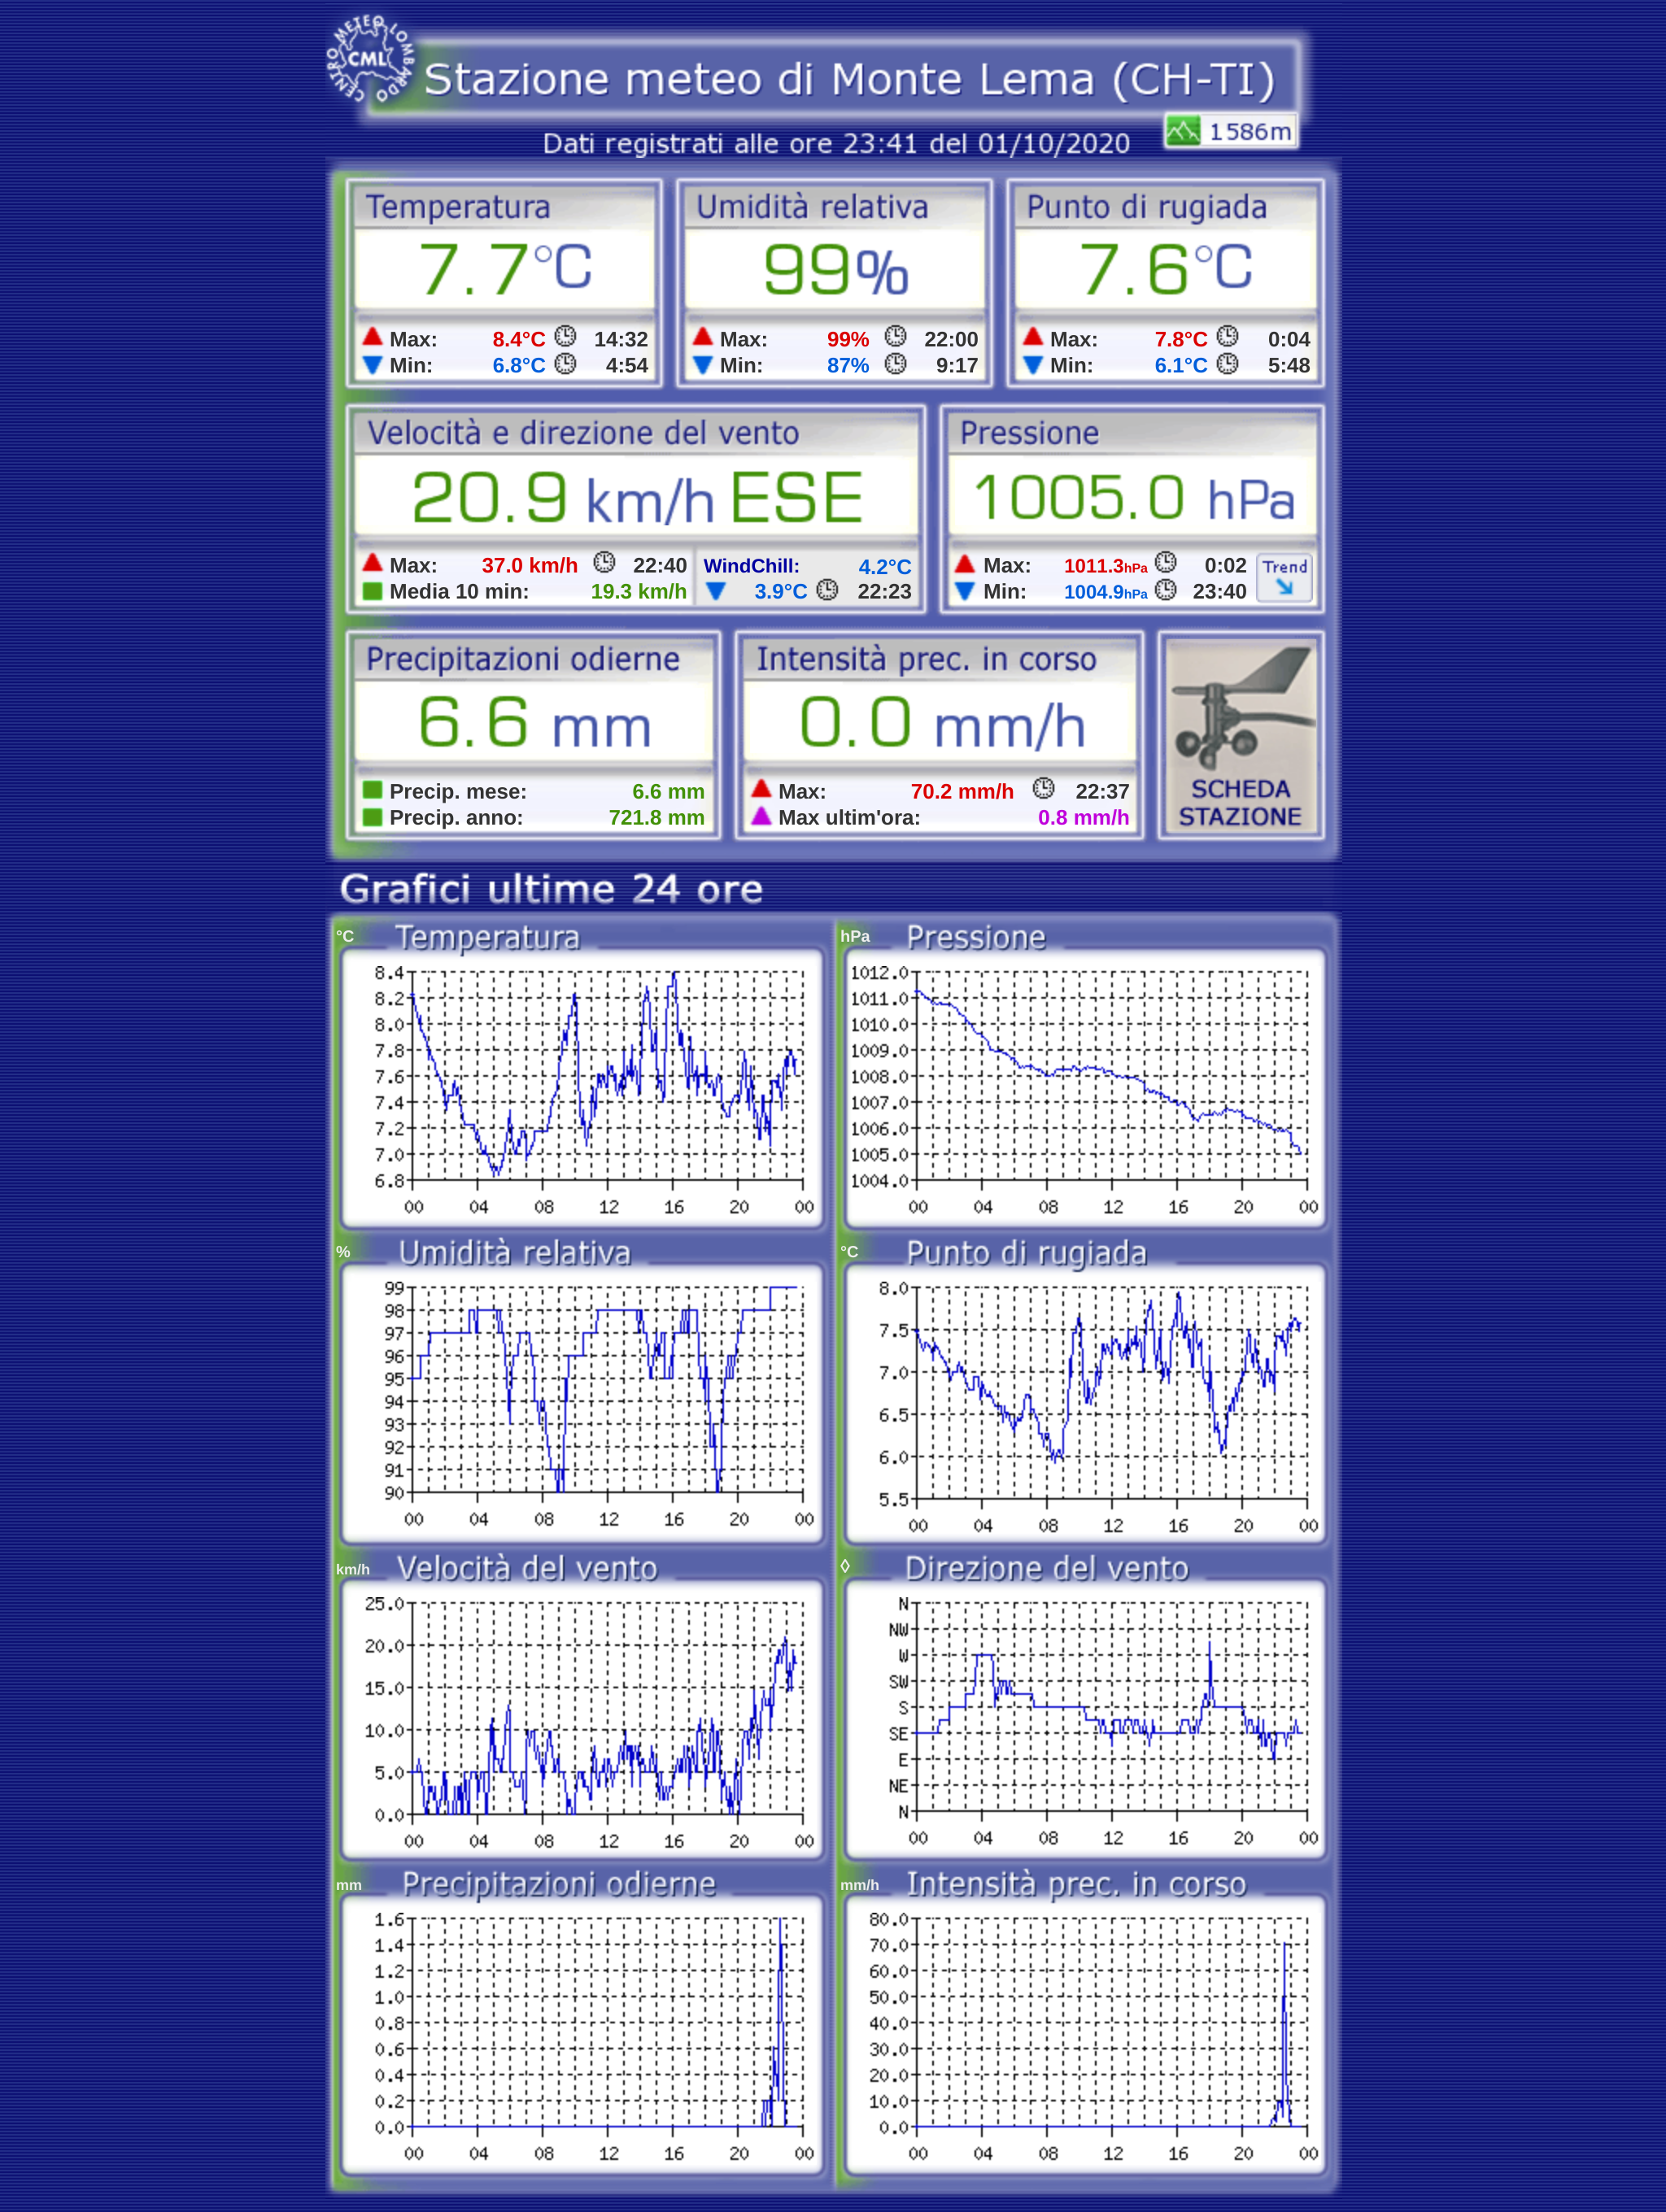 CENTRO METEO LOMBARDO
CML
Stazione meteo di Monte Lema (CH-TI)
Dati registrati alle ore 23:41 del 01/10/2020
1586m
Temperatura
7.7°C
Max: 8.4°C 14:32
Min: 6.8°C 4:54
Umidità relativa
99%
Max: 99% 22:00
Min: 87% 9:17
Punto di rugiada
7.6°C
Max: 7.8°C 0:04
Min: 6.1°C 5:48
Velocità e direzione del vento
20.9 km/h ESE
Max: 37.0 km/h 22:40
Media 10 min: 19.3 km/h
WindChill: 4.2°C
3.9°C 22:23
Pressione
1005.0 hPa
Max: 1011.3hPa 0:02
Min: 1004.9hPa 23:40
Trend
Precipitazioni odierne
6.6 mm
Precip. mese: 6.6 mm
Precip. anno: 721.8 mm
Intensità prec. in corso
0.0 mm/h
Max: 70.2 mm/h 22:37
Max ultim'ora: 0.8 mm/h
SCHEDA
STAZIONE
Grafici ultime 24 ore
°C Temperatura
8.4
8.2
8.0
7.8
7.6
7.4
7.2
7.0
6.8
00 04 08 12 16 20 00
hPa Pressione
1012.0
1011.0
1010.0
1009.0
1008.0
1007.0
1006.0
1005.0
1004.0
00 04 08 12 16 20 00
% Umidità relativa
99
98
97
96
95
94
93
92
91
90
00 04 08 12 16 20 00
°C Punto di rugiada
8.0
7.5
7.0
6.5
6.0
5.5
00 04 08 12 16 20 00
km/h Velocità del vento
25.0
20.0
15.0
10.0
5.0
0.0
00 04 08 12 16 20 00
◊ Direzione del vento
N
NW
W
SW
S
SE
E
NE
N
00 04 08 12 16 20 00
mm Precipitazioni odierne
1.6
1.4
1.2
1.0
0.8
0.6
0.4
0.2
0.0
00 04 08 12 16 20 00
mm/h Intensità prec. in corso
80.0
70.0
60.0
50.0
40.0
30.0
20.0
10.0
0.0
00 04 08 12 16 20 00